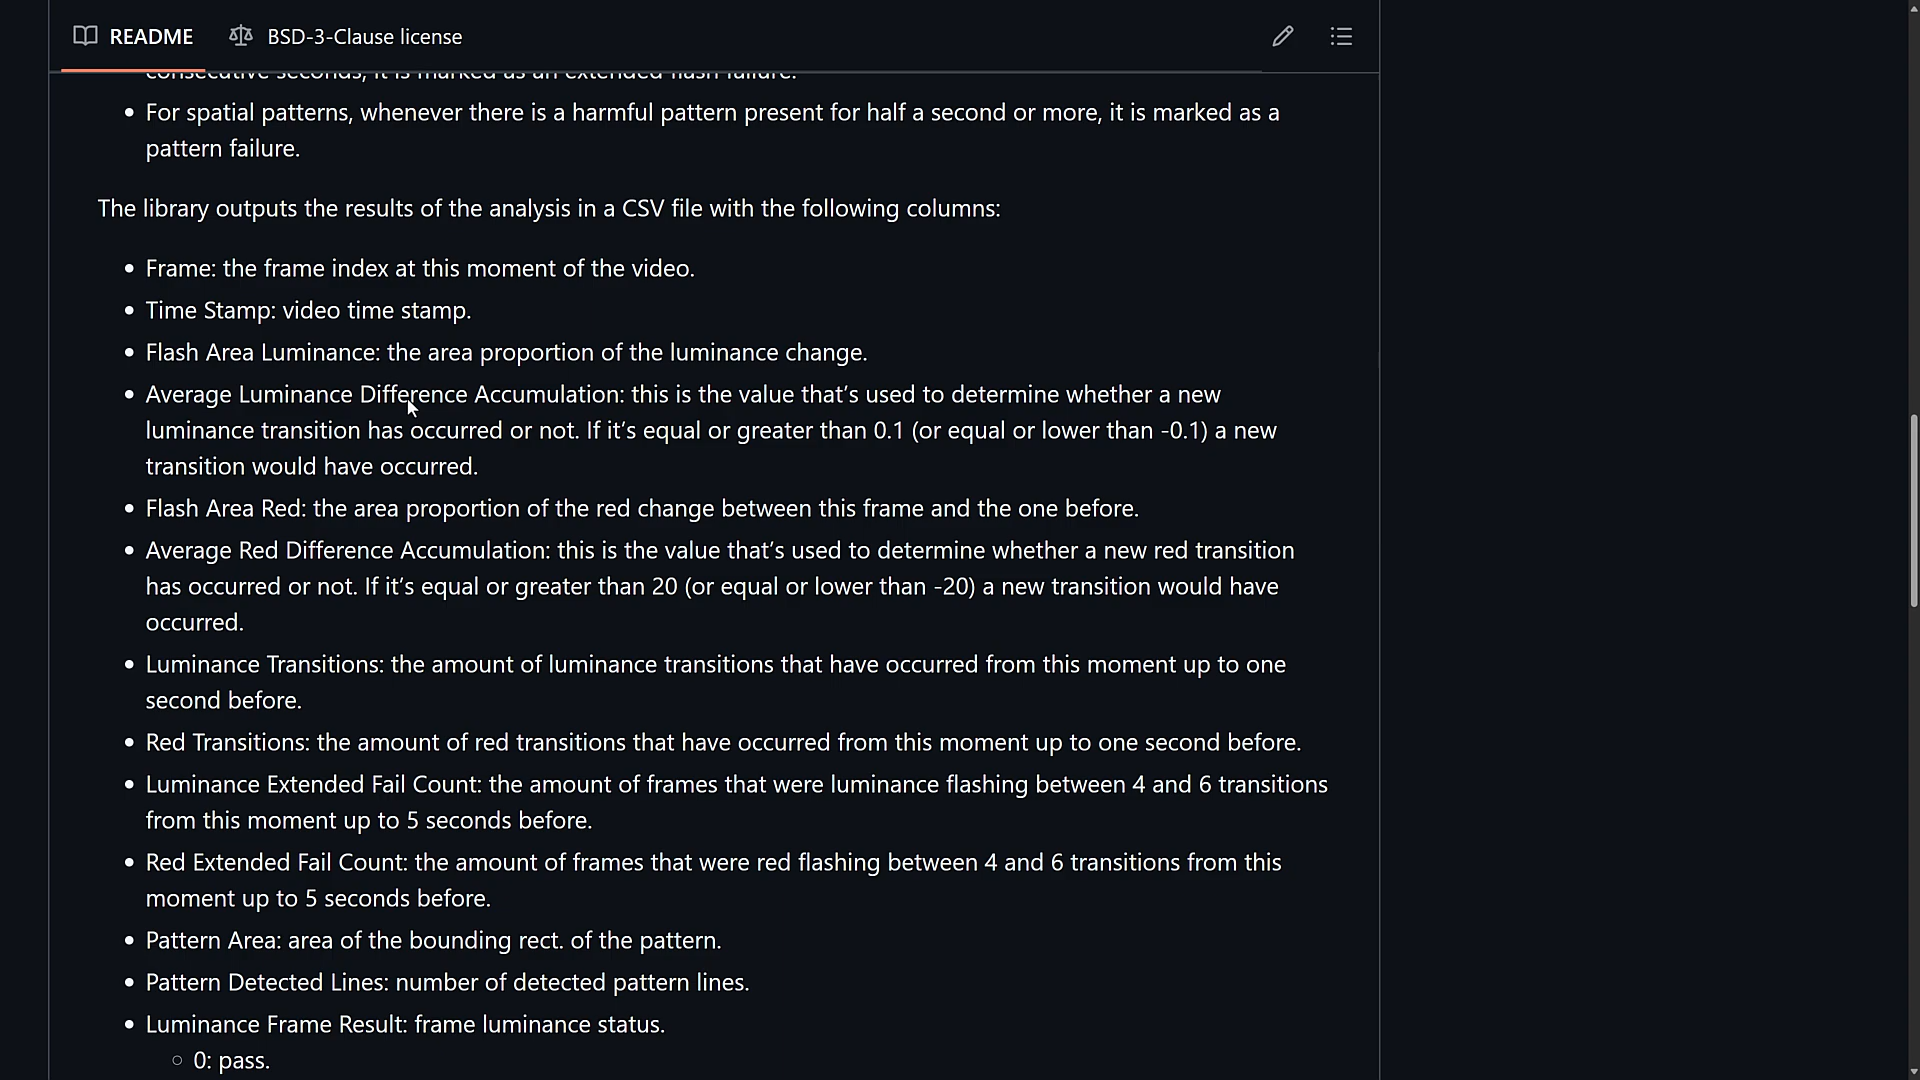 README
BSD-3-Clause license
consecutive seconds, it is marked as an extended flash failure.
• For spatial patterns, whenever there is a harmful pattern present for half a second or more, it is marked as a
pattern failure.
The library outputs the results of the analysis in a CSV file with the following columns:
• Frame: the frame index at this moment of the video.
• Time Stamp: video time stamp.
• Flash Area Luminance: the area proportion of the luminance change.
• Average Luminance Difference Accumulation: this is the value that’s used to determine whether a new
luminance transition has occurred or not. If it’s equal or greater than 0.1 (or equal or lower than -0.1) a new
transition would have occurred.
• Flash Area Red: the area proportion of the red change between this frame and the one before.
• Average Red Difference Accumulation: this is the value that’s used to determine whether a new red transition
has occurred or not. If it’s equal or greater than 20 (or equal or lower than -20) a new transition would have
occurred.
• Luminance Transitions: the amount of luminance transitions that have occurred from this moment up to one
second before.
• Red Transitions: the amount of red transitions that have occurred from this moment up to one second before.
• Luminance Extended Fail Count: the amount of frames that were luminance flashing between 4 and 6 transitions
from this moment up to 5 seconds before.
• Red Extended Fail Count: the amount of frames that were red flashing between 4 and 6 transitions from this
moment up to 5 seconds before.
• Pattern Area: area of the bounding rect. of the pattern.
• Pattern Detected Lines: number of detected pattern lines.
• Luminance Frame Result: frame luminance status.
○ 0: pass.